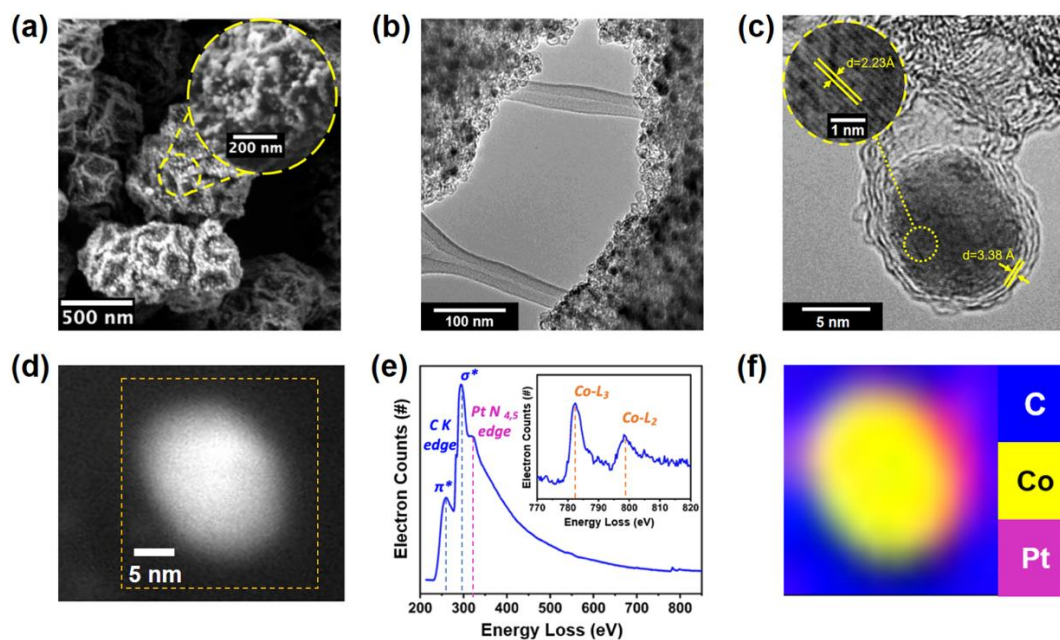 (a)
200 nm
500 nm
(b)
100 nm
(c)
d=2.23Å
1 nm
d=3.38 Å
5 nm
(d)
5 nm
(e)
σ*
Pt N 4,5
edge
C K
edge
π*
Electron Counts (#)
200 300 400 500 600 700 800
Energy Loss (eV)
Co-L3
Co-L2
Electron Counts (#)
770 780 790 800 810 820
Energy Loss (eV)
(f)
C
Co
Pt